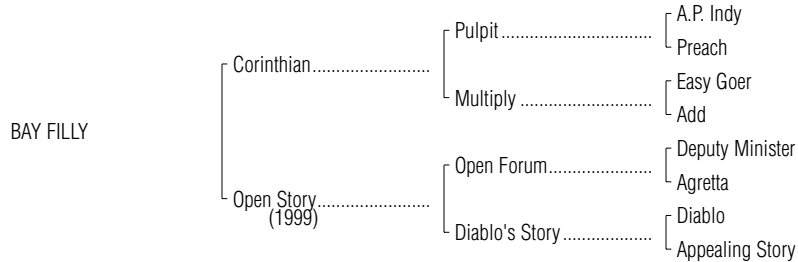 A.P. Indy
Pulpit
Preach
Corinthian
Easy Goer
Multiply
Add
BAY FILLY
Deputy Minister
Open Forum
Agretta
Open Story
(1999)
Diablo
Diablo's Story
Appealing Story